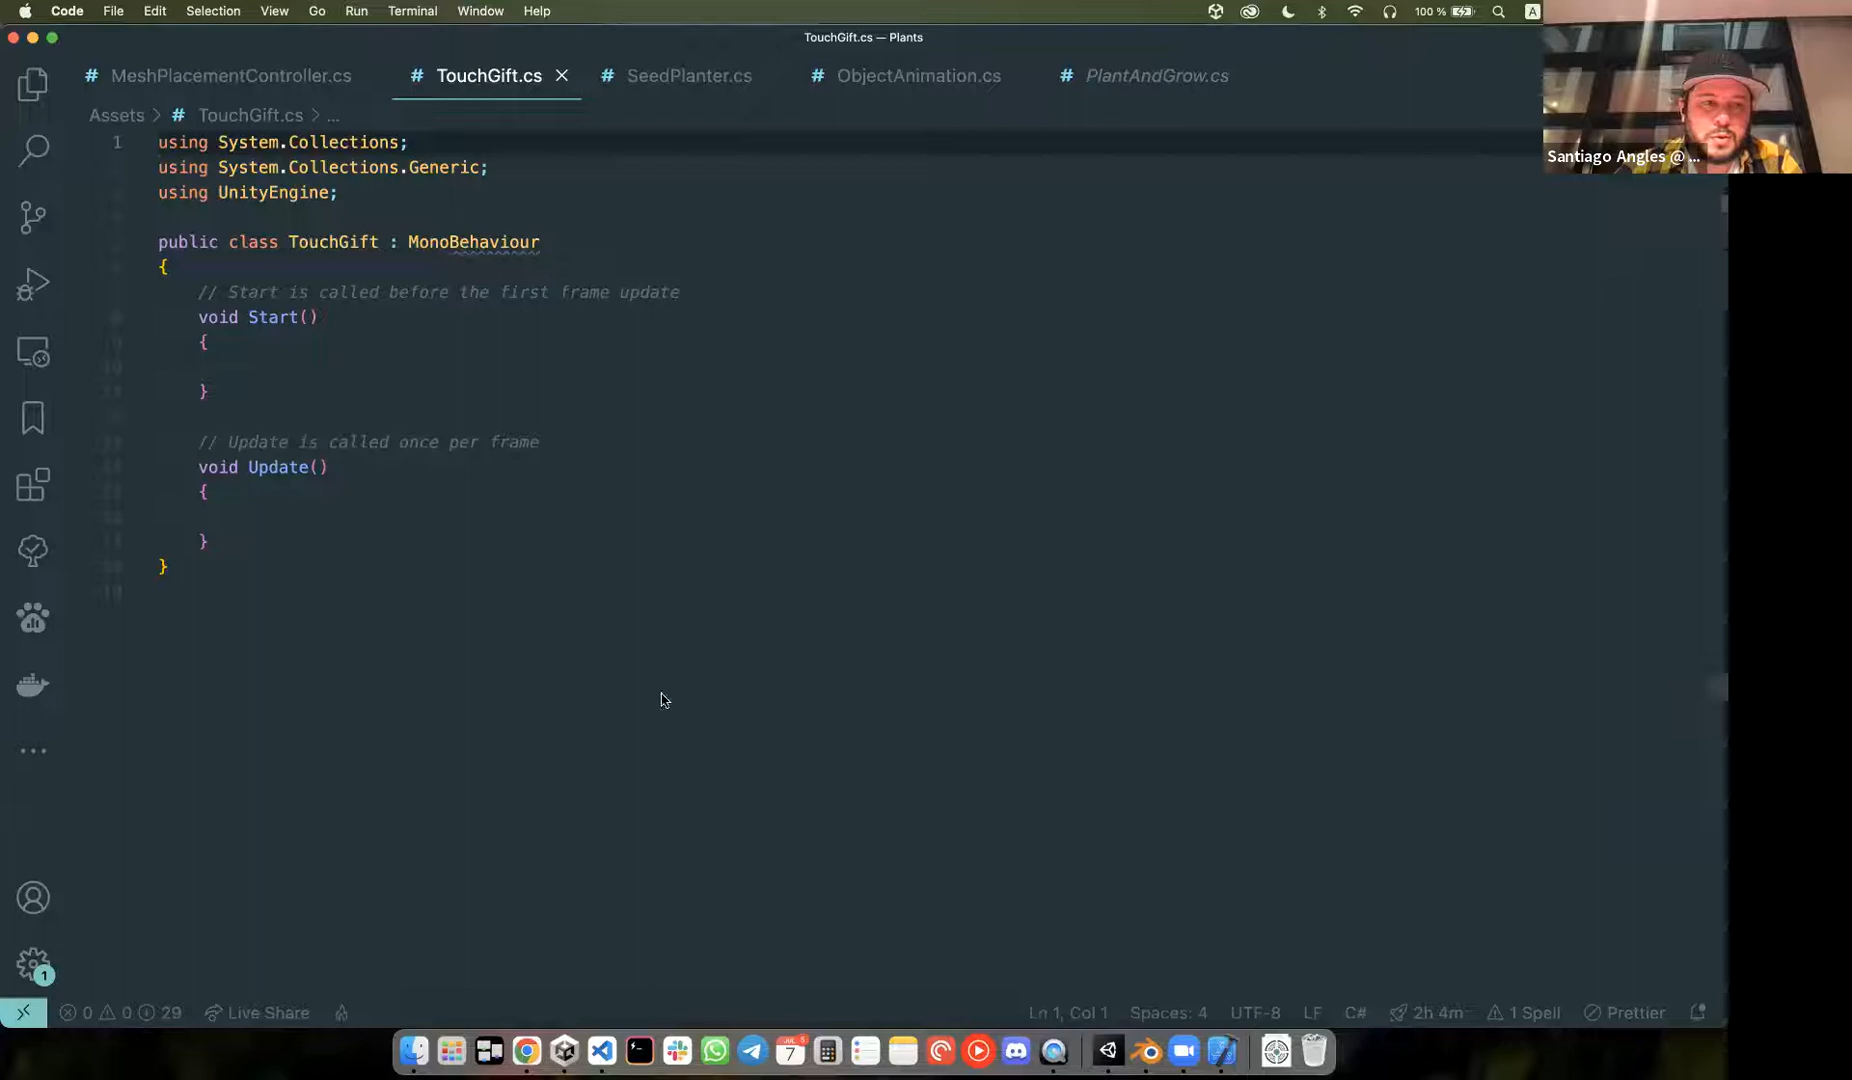 Code File Edit Selection View Go Run Terminal Window Help 100 % A
TouchGift.cs — Plants
# MeshPlacementController.cs # TouchGift.cs # SeedPlanter.cs # ObjectAnimation.cs # PlantAndGrow.cs
Assets > # TouchGift.cs > ...
Santiago Angles @ ...
1 using System.Collections;
using System.Collections.Generic;
using UnityEngine;
public class TouchGift : MonoBehaviour
{
// Start is called before the first frame update
void Start()
{
}
// Update is called once per frame
void Update()
{
}
}
1
0 0 29 Live Share Ln 1, Col 1 Spaces: 4 UTF-8 LF C# 2h 4m 1 Spell Prettier
JUL 7